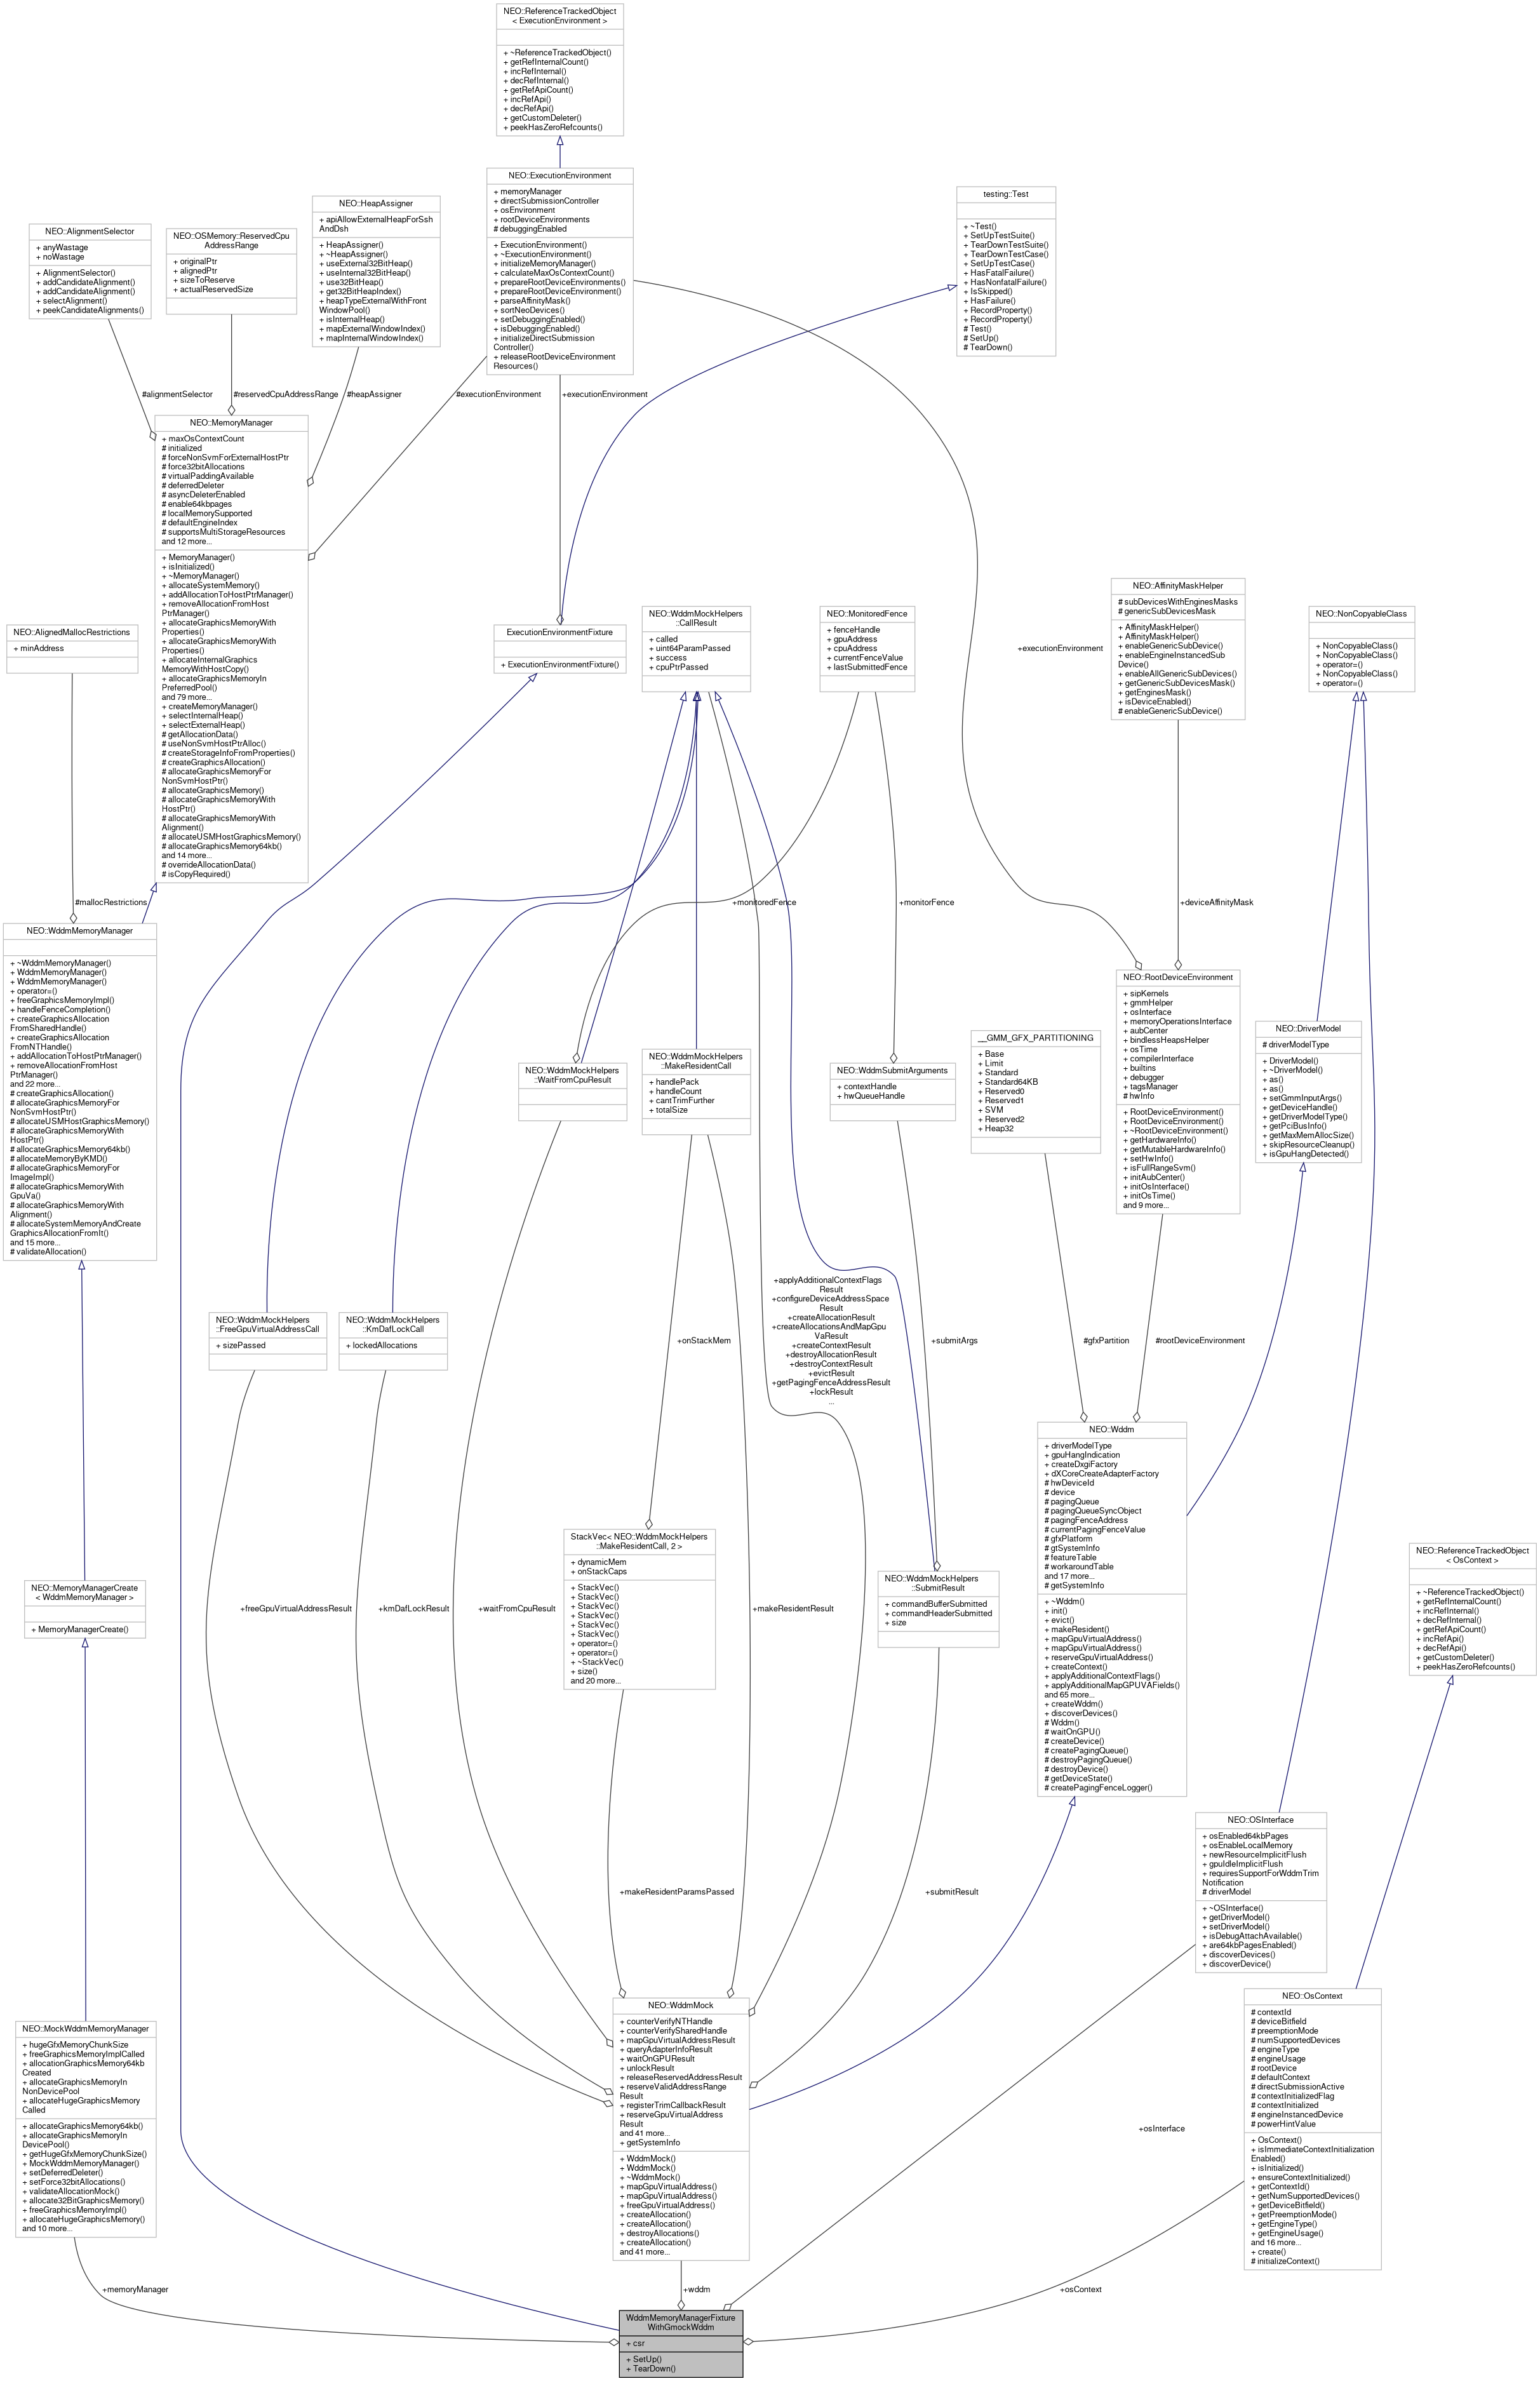 NEO::ReferenceTrackedObject
< ExecutionEnvironment >
+ ~ReferenceTrackedObject()
+ getRefInternalCount()
+ incRefInternal()
+ decRefInternal()
+ getRefApiCount()
+ incRefApi()
+ decRefApi()
+ getCustomDeleter()
+ peekHasZeroRefcounts()
NEO::ExecutionEnvironment
+ memoryManager
+ directSubmissionController
+ osEnvironment
+ rootDeviceEnvironments
# debuggingEnabled
+ ExecutionEnvironment()
+ ~ExecutionEnvironment()
+ initializeMemoryManager()
+ calculateMaxOsContextCount()
+ prepareRootDeviceEnvironments()
+ prepareRootDeviceEnvironment()
+ parseAffinityMask()
+ sortNeoDevices()
+ setDebuggingEnabled()
+ isDebuggingEnabled()
+ initializeDirectSubmission
Controller()
+ releaseRootDeviceEnvironment
Resources()
testing::Test
+ ~Test()
+ SetUpTestSuite()
+ TearDownTestSuite()
+ TearDownTestCase()
+ SetUpTestCase()
+ HasFatalFailure()
+ HasNonfatalFailure()
+ IsSkipped()
+ HasFailure()
+ RecordProperty()
+ RecordProperty()
# Test()
# SetUp()
# TearDown()
NEO::AlignmentSelector
+ anyWastage
+ noWastage
+ AlignmentSelector()
+ addCandidateAlignment()
+ addCandidateAlignment()
+ selectAlignment()
+ peekCandidateAlignments()
NEO::OSMemory::ReservedCpu
AddressRange
+ originalPtr
+ alignedPtr
+ sizeToReserve
+ actualReservedSize
NEO::HeapAssigner
+ apiAllowExternalHeapForSsh
AndDsh
+ HeapAssigner()
+ ~HeapAssigner()
+ useExternal32BitHeap()
+ useInternal32BitHeap()
+ use32BitHeap()
+ get32BitHeapIndex()
+ heapTypeExternalWithFront
WindowPool()
+ isInternalHeap()
+ mapExternalWindowIndex()
+ mapInternalWindowIndex()
#alignmentSelector
#reservedCpuAddressRange
#heapAssigner
#executionEnvironment
+executionEnvironment
NEO::MemoryManager
+ maxOsContextCount
# initialized
# forceNonSvmForExternalHostPtr
# force32bitAllocations
# virtualPaddingAvailable
# deferredDeleter
# asyncDeleterEnabled
# enable64kbpages
# localMemorySupported
# defaultEngineIndex
# supportsMultiStorageResources
and 12 more...
+ MemoryManager()
+ isInitialized()
+ ~MemoryManager()
+ allocateSystemMemory()
+ addAllocationToHostPtrManager()
+ removeAllocationFromHost
PtrManager()
+ allocateGraphicsMemoryWith
Properties()
+ allocateGraphicsMemoryWith
Properties()
+ allocateInternalGraphics
MemoryWithHostCopy()
+ allocateGraphicsMemoryIn
PreferredPool()
and 79 more...
+ createMemoryManager()
+ selectInternalHeap()
+ selectExternalHeap()
# getAllocationData()
# useNonSvmHostPtrAlloc()
# createStorageInfoFromProperties()
# createGraphicsAllocation()
# allocateGraphicsMemoryFor
NonSvmHostPtr()
# allocateGraphicsMemory()
# allocateGraphicsMemoryWith
HostPtr()
# allocateGraphicsMemoryWith
Alignment()
# allocateUSMHostGraphicsMemory()
# allocateGraphicsMemory64kb()
and 14 more...
# overrideAllocationData()
# isCopyRequired()
NEO::AlignedMallocRestrictions
+ minAddress
ExecutionEnvironmentFixture
+ ExecutionEnvironmentFixture()
NEO::WddmMockHelpers
::CallResult
+ called
+ uint64ParamPassed
+ success
+ cpuPtrPassed
NEO::MonitoredFence
+ fenceHandle
+ gpuAddress
+ cpuAddress
+ currentFenceValue
+ lastSubmittedFence
+executionEnvironment
NEO::AffinityMaskHelper
# subDevicesWithEnginesMasks
# genericSubDevicesMask
+ AffinityMaskHelper()
+ AffinityMaskHelper()
+ enableGenericSubDevice()
+ enableEngineInstancedSub
Device()
+ enableAllGenericSubDevices()
+ getGenericSubDevicesMask()
+ getEnginesMask()
+ isDeviceEnabled()
# enableGenericSubDevice()
NEO::NonCopyableClass
+ NonCopyableClass()
+ NonCopyableClass()
+ operator=()
+ NonCopyableClass()
+ operator=()
#mallocRestrictions
+monitoredFence
+monitorFence
+deviceAffinityMask
NEO::WddmMemoryManager
+ ~WddmMemoryManager()
+ WddmMemoryManager()
+ WddmMemoryManager()
+ operator=()
+ freeGraphicsMemoryImpl()
+ handleFenceCompletion()
+ createGraphicsAllocation
FromSharedHandle()
+ createGraphicsAllocation
FromNTHandle()
+ addAllocationToHostPtrManager()
+ removeAllocationFromHost
PtrManager()
and 22 more...
# createGraphicsAllocation()
# allocateGraphicsMemoryFor
NonSvmHostPtr()
# allocateUSMHostGraphicsMemory()
# allocateGraphicsMemoryWith
HostPtr()
# allocateGraphicsMemory64kb()
# allocateMemoryByKMD()
# allocateGraphicsMemoryFor
ImageImpl()
# allocateGraphicsMemoryWith
GpuVa()
# allocateGraphicsMemoryWith
Alignment()
# allocateSystemMemoryAndCreate
GraphicsAllocationFromIt()
and 15 more...
# validateAllocation()
NEO::WddmMockHelpers
::WaitFromCpuResult
NEO::WddmMockHelpers
::MakeResidentCall
+ handlePack
+ handleCount
+ cantTrimFurther
+ totalSize
NEO::WddmSubmitArguments
+ contextHandle
+ hwQueueHandle
__GMM_GFX_PARTITIONING
+ Base
+ Limit
+ Standard
+ Standard64KB
+ Reserved0
+ Reserved1
+ SVM
+ Reserved2
+ Heap32
NEO::RootDeviceEnvironment
+ sipKernels
+ gmmHelper
+ osInterface
+ memoryOperationsInterface
+ aubCenter
+ bindlessHeapsHelper
+ osTime
+ compilerInterface
+ builtins
+ debugger
+ tagsManager
# hwInfo
+ RootDeviceEnvironment()
+ RootDeviceEnvironment()
+ ~RootDeviceEnvironment()
+ getHardwareInfo()
+ getMutableHardwareInfo()
+ setHwInfo()
+ isFullRangeSvm()
+ initAubCenter()
+ initOsInterface()
+ initOsTime()
and 9 more...
NEO::DriverModel
# driverModelType
+ DriverModel()
+ ~DriverModel()
+ as()
+ as()
+ setGmmInputArgs()
+ getDeviceHandle()
+ getDriverModelType()
+ getPciBusInfo()
+ getMaxMemAllocSize()
+ skipResourceCleanup()
+ isGpuHangDetected()
NEO::WddmMockHelpers
::FreeGpuVirtualAddressCall
+ sizePassed
NEO::WddmMockHelpers
::KmDafLockCall
+ lockedAllocations
+onStackMem
+applyAdditionalContextFlags
Result
+configureDeviceAddressSpace
Result
+createAllocationResult
+createAllocationsAndMapGpu
VaResult
+createContextResult
+destroyAllocationResult
+destroyContextResult
+evictResult
+getPagingFenceAddressResult
+lockResult
...
+submitArgs
#gfxPartition
#rootDeviceEnvironment
NEO::Wddm
+ driverModelType
+ gpuHangIndication
+ createDxgiFactory
+ dXCoreCreateAdapterFactory
# hwDeviceId
# device
# pagingQueue
# pagingQueueSyncObject
# pagingFenceAddress
# currentPagingFenceValue
# gfxPlatform
# gtSystemInfo
# featureTable
# workaroundTable
and 17 more...
# getSystemInfo
+ ~Wddm()
+ init()
+ evict()
+ makeResident()
+ mapGpuVirtualAddress()
+ mapGpuVirtualAddress()
+ reserveGpuVirtualAddress()
+ createContext()
+ applyAdditionalContextFlags()
+ applyAdditionalMapGPUVAFields()
and 65 more...
+ createWddm()
+ discoverDevices()
# Wddm()
# waitOnGPU()
# createDevice()
# createPagingQueue()
# destroyPagingQueue()
# destroyDevice()
# getDeviceState()
# createPagingFenceLogger()
NEO::MemoryManagerCreate
< WddmMemoryManager >
+ MemoryManagerCreate()
+freeGpuVirtualAddressResult
+kmDafLockResult
+waitFromCpuResult
StackVec< NEO::WddmMockHelpers
::MakeResidentCall, 2 >
+ dynamicMem
+ onStackCaps
+ StackVec()
+ StackVec()
+ StackVec()
+ StackVec()
+ StackVec()
+ StackVec()
+ operator=()
+ operator=()
+ ~StackVec()
+ size()
and 20 more...
+makeResidentResult
NEO::WddmMockHelpers
::SubmitResult
+ commandBufferSubmitted
+ commandHeaderSubmitted
+ size
NEO::ReferenceTrackedObject
< OsContext >
+ ~ReferenceTrackedObject()
+ getRefInternalCount()
+ incRefInternal()
+ decRefInternal()
+ getRefApiCount()
+ incRefApi()
+ decRefApi()
+ getCustomDeleter()
+ peekHasZeroRefcounts()
+makeResidentParamsPassed
+submitResult
NEO::OSInterface
+ osEnabled64kbPages
+ osEnableLocalMemory
+ newResourceImplicitFlush
+ gpuIdleImplicitFlush
+ requiresSupportForWddmTrim
Notification
# driverModel
+ ~OSInterface()
+ getDriverModel()
+ setDriverModel()
+ isDebugAttachAvailable()
+ are64kbPagesEnabled()
+ discoverDevices()
+ discoverDevice()
NEO::MockWddmMemoryManager
+ hugeGfxMemoryChunkSize
+ freeGraphicsMemoryImplCalled
+ allocationGraphicsMemory64kb
Created
+ allocateGraphicsMemoryIn
NonDevicePool
+ allocateHugeGraphicsMemory
Called
+ allocateGraphicsMemory64kb()
+ allocateGraphicsMemoryIn
DevicePool()
+ getHugeGfxMemoryChunkSize()
+ MockWddmMemoryManager()
+ setDeferredDeleter()
+ setForce32bitAllocations()
+ validateAllocationMock()
+ allocate32BitGraphicsMemory()
+ freeGraphicsMemoryImpl()
+ allocateHugeGraphicsMemory()
and 10 more...
NEO::WddmMock
+ counterVerifyNTHandle
+ counterVerifySharedHandle
+ mapGpuVirtualAddressResult
+ queryAdapterInfoResult
+ waitOnGPUResult
+ unlockResult
+ releaseReservedAddressResult
+ reserveValidAddressRange
Result
+ registerTrimCallbackResult
+ reserveGpuVirtualAddress
Result
and 41 more...
+ getSystemInfo
+ WddmMock()
+ WddmMock()
+ ~WddmMock()
+ mapGpuVirtualAddress()
+ mapGpuVirtualAddress()
+ freeGpuVirtualAddress()
+ createAllocation()
+ createAllocation()
+ destroyAllocations()
+ createAllocation()
and 41 more...
+osInterface
NEO::OsContext
# contextId
# deviceBitfield
# preemptionMode
# numSupportedDevices
# engineType
# engineUsage
# rootDevice
# defaultContext
# directSubmissionActive
# contextInitializedFlag
# contextInitialized
# engineInstancedDevice
# powerHintValue
+ OsContext()
+ isImmediateContextInitialization
Enabled()
+ isInitialized()
+ ensureContextInitialized()
+ getContextId()
+ getNumSupportedDevices()
+ getDeviceBitfield()
+ getPreemptionMode()
+ getEngineType()
+ getEngineUsage()
and 16 more...
+ create()
# initializeContext()
+memoryManager
+wddm
+osContext
WddmMemoryManagerFixture
WithGmockWddm
+ csr
+ SetUp()
+ TearDown()